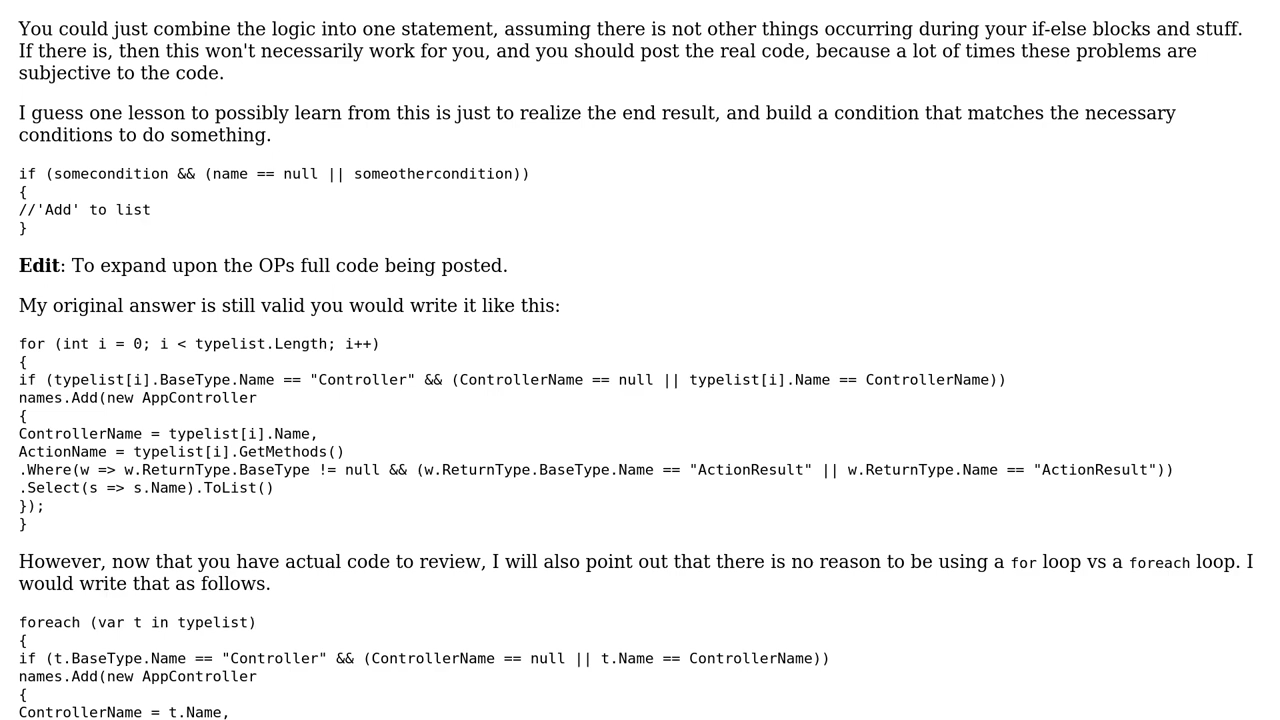 You could just combine the logic into one statement, assuming there is not other things occurring during your if-else blocks and stuff.
If there is, then this won't necessarily work for you, and you should post the real code, because a lot of times these problems are
subjective to the code.
I guess one lesson to possibly learn from this is just to realize the end result, and build a condition that matches the necessary
conditions to do something.
if (somecondition && (name == null || someothercondition))
{
//'Add' to list
}
Edit: To expand upon the OPs full code being posted.
My original answer is still valid you would write it like this:
for (int i = 0; i < typelist.Length; i++)
{
if (typelist[i].BaseType.Name == "Controller" && (ControllerName == null || typelist[i].Name == ControllerName))
names.Add(new AppController
{
ControllerName = typelist[i].Name,
ActionName = typelist[i].GetMethods()
.Where(w => w.ReturnType.BaseType != null && (w.ReturnType.BaseType.Name == "ActionResult" || w.ReturnType.Name == "ActionResult"))
.Select(s => s.Name).ToList()
});
}
However, now that you have actual code to review, I will also point out that there is no reason to be using a for loop vs a foreach loop. I
would write that as follows.
foreach (var t in typelist)
{
if (t.BaseType.Name == "Controller" && (ControllerName == null || t.Name == ControllerName))
names.Add(new AppController
{
ControllerName = t.Name,